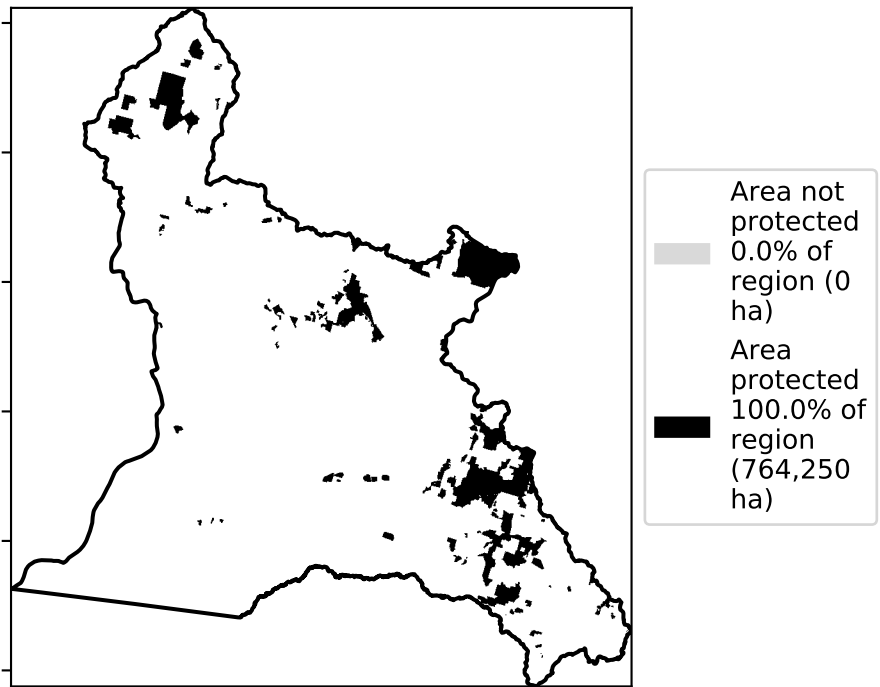 Area not
protected
0.0% of
region (0
ha)
Area
protected
100.0% of
region
(764,250
ha)